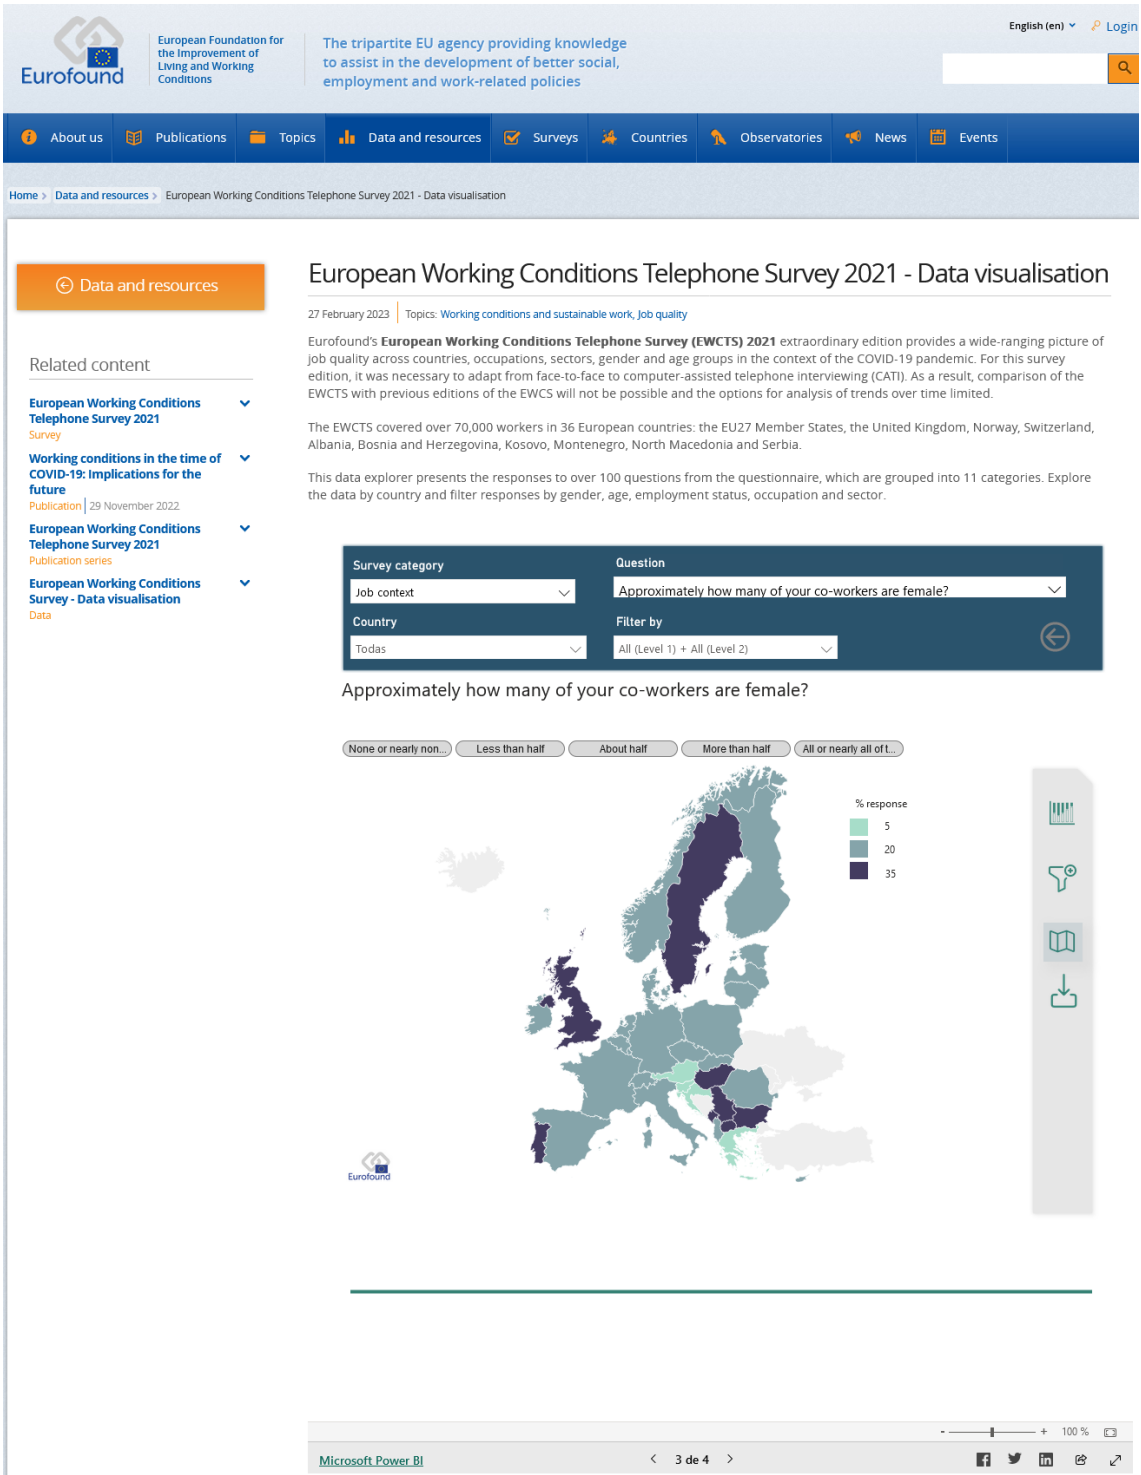 English (en)
Login
Eurofound
European Foundation for
the Improvement of
Living and Working
Conditions
The tripartite EU agency providing knowledge
to assist in the development of better social,
employment and work-related policies
About us
Publications
Topics
Data and resources
Surveys
Countries
Observatories
News
Events
Home > Data and resources > European Working Conditions Telephone Survey 2021 - Data visualisation
Data and resources
Related content
European Working Conditions
Telephone Survey 2021
Survey
Working conditions in the time of
COVID-19: Implications for the
future
Publication | 29 November 2022
European Working Conditions
Telephone Survey 2021
Publication series
European Working Conditions
Survey - Data visualisation
Data
European Working Conditions Telephone Survey 2021 - Data visualisation
27 February 2023 | Topics: Working conditions and sustainable work, Job quality
Eurofound's European Working Conditions Telephone Survey (EWCTS) 2021 extraordinary edition provides a wide-ranging picture of
job quality across countries, occupations, sectors, gender and age groups in the context of the COVID-19 pandemic. For this survey
edition, it was necessary to adapt from face-to-face to computer-assisted telephone interviewing (CATI). As a result, comparison of the
EWCTS with previous editions of the EWCS will not be possible and the options for analysis of trends over time limited.
The EWCTS covered over 70,000 workers in 36 European countries: the EU27 Member States, the United Kingdom, Norway, Switzerland,
Albania, Bosnia and Herzegovina, Kosovo, Montenegro, North Macedonia and Serbia.
This data explorer presents the responses to over 100 questions from the questionnaire, which are grouped into 11 categories. Explore
the data by country and filter responses by gender, age, employment status, occupation and sector.
Survey category
Job context
Question
Approximately how many of your co-workers are female?
Country
Todas
Filter by
All (Level 1) + All (Level 2)
Approximately how many of your co-workers are female?
None or nearly non...
Less than half
About half
More than half
All or nearly all of t...
% response
5
20
35
Eurofound
- + 100 %
Microsoft Power BI
< 3 de 4 >